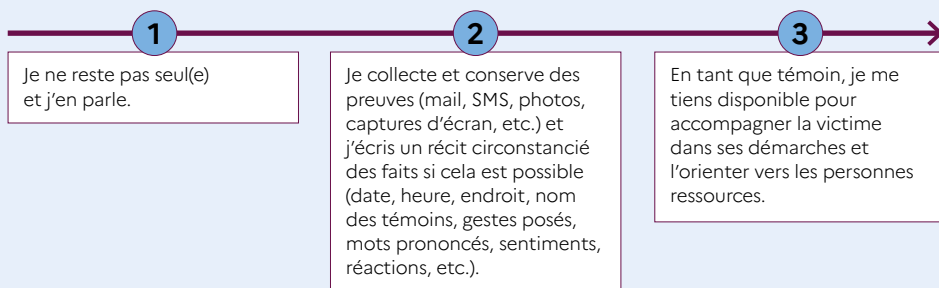 1
Je ne reste pas seul(e)
et j'en parle.
2
Je collecte et conserve des
preuves (mail, SMS, photos,
captures d'écran, etc.) et
j'écris un récit circonstancié
des faits si cela est possible
(date, heure, endroit, nom
des témoins, gestes posés,
mots prononcés, sentiments,
réactions, etc.).
3
En tant que témoin, je me
tiens disponible pour
accompagner la victime
dans ses démarches et
l'orienter vers les personnes
ressources.